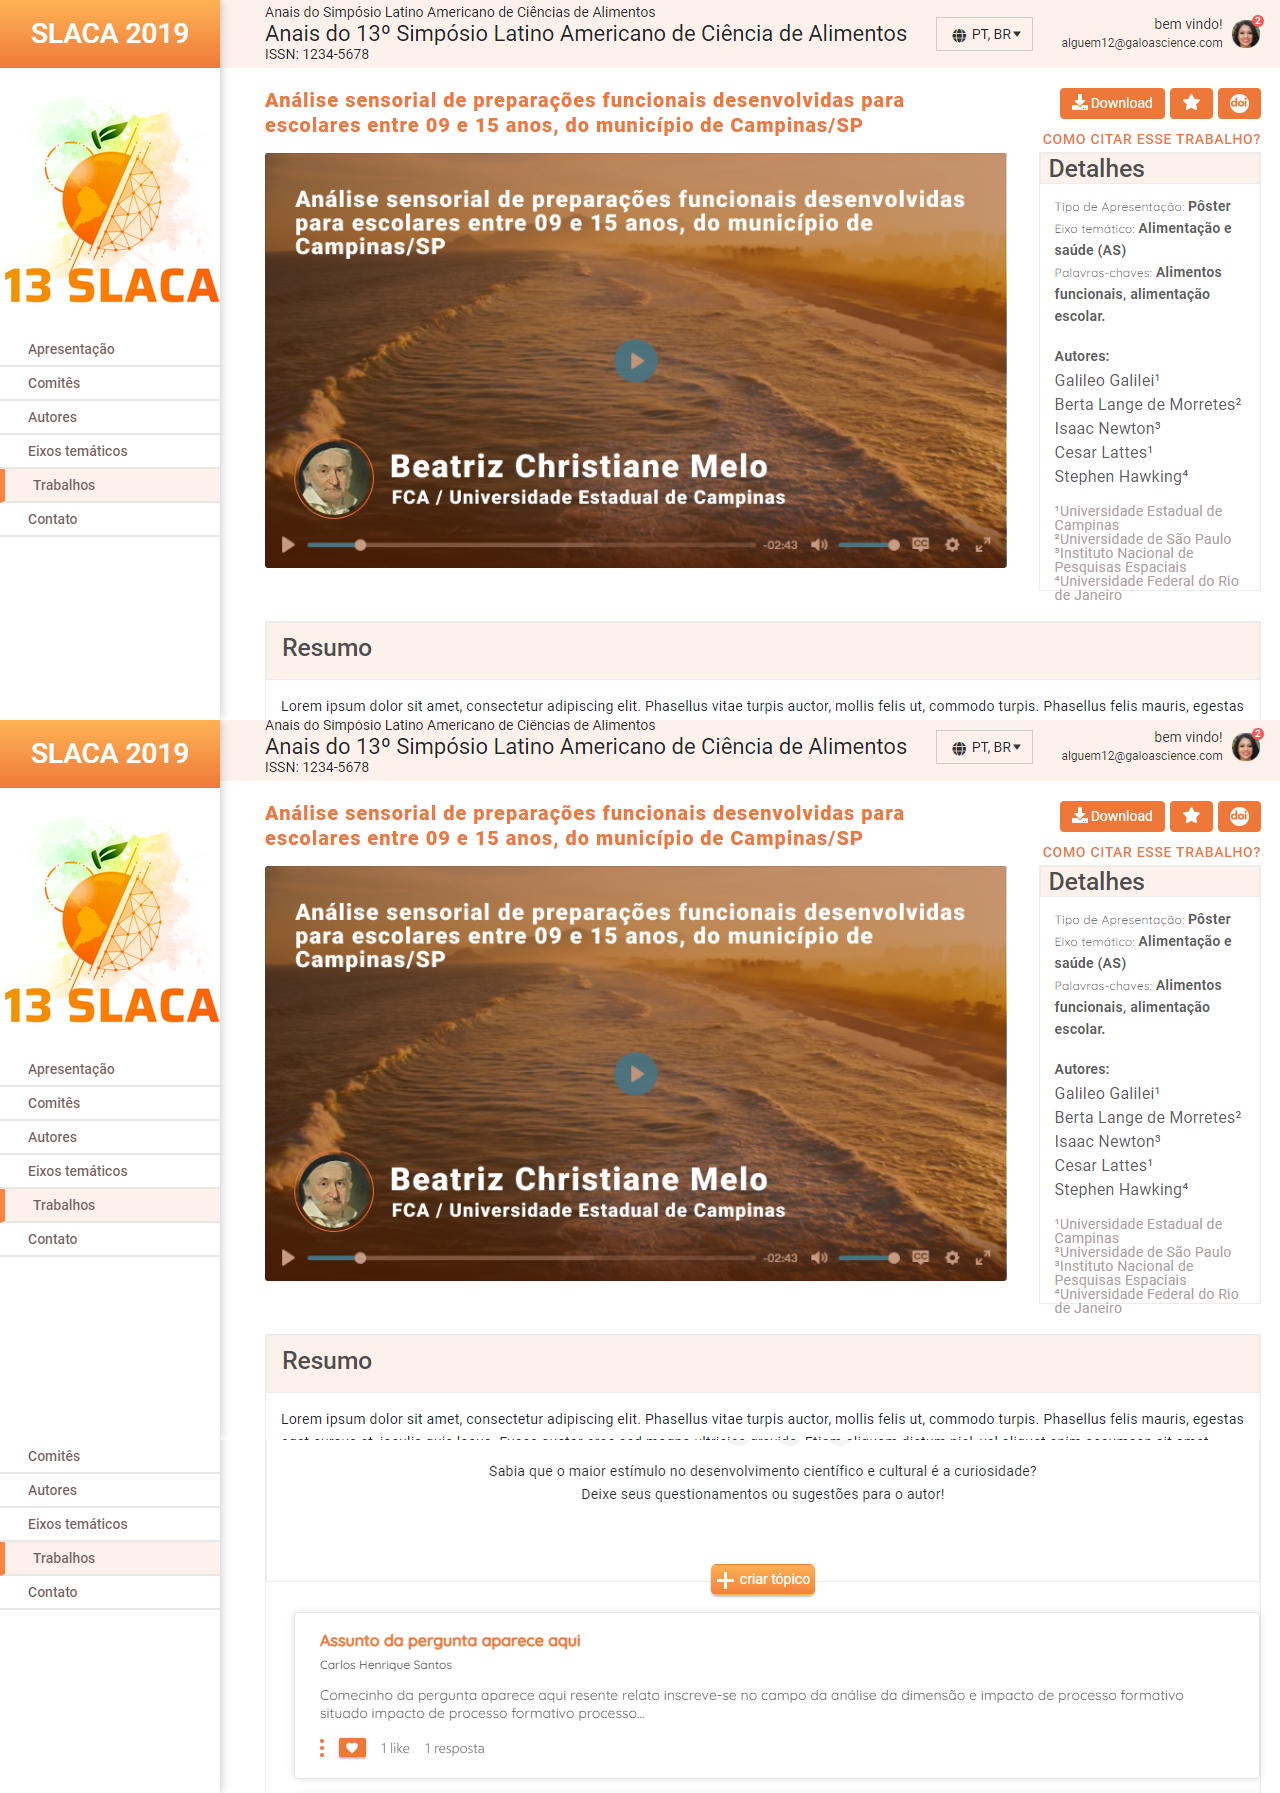 SLACA 2019
Anais do Simpósio Latino Americano de Ciências de Alimentos
Anais do 13º Simpósio Latino Americano de Ciência de Alimentos
ISSN: 1234-5678
PT, BR
bem vindo!
alguem12@galoascience.com
2
13 SLACA
Apresentação
Comitês
Autores
Eixos temáticos
Trabalhos
Contato
Análise sensorial de preparações funcionais desenvolvidas para
escolares entre 09 e 15 anos, do município de Campinas/SP
Download
doi
COMO CITAR ESSE TRABALHO?
Análise sensorial de preparações funcionais desenvolvidas
para escolares entre 09 e 15 anos, do município de
Campinas/SP
Beatriz Christiane Melo
FCA / Universidade Estadual de Campinas
-02:43
CC
Detalhes
Tipo de Apresentação: Pôster
Eixo temático: Alimentação e
saúde (AS)
Palavras-chaves: Alimentos
funcionais, alimentação
escolar.
Autores:
Galileo Galilei¹
Berta Lange de Morretes²
Isaac Newton³
Cesar Lattes¹
Stephen Hawking⁴
¹Universidade Estadual de
Campinas
²Universidade de São Paulo
³Instituto Nacional de
Pesquisas Espaciais
⁴Universidade Federal do Rio
de Janeiro
Resumo
Lorem ipsum dolor sit amet, consectetur adipiscing elit. Phasellus vitae turpis auctor, mollis felis ut, commodo turpis. Phasellus felis mauris, egestas
SLACA 2019
Anais do Simpósio Latino Americano de Ciências de Alimentos
Anais do 13º Simpósio Latino Americano de Ciência de Alimentos
ISSN: 1234-5678
PT, BR
bem vindo!
alguem12@galoascience.com
2
13 SLACA
Apresentação
Comitês
Autores
Eixos temáticos
Trabalhos
Contato
Análise sensorial de preparações funcionais desenvolvidas para
escolares entre 09 e 15 anos, do município de Campinas/SP
Download
doi
COMO CITAR ESSE TRABALHO?
Análise sensorial de preparações funcionais desenvolvidas
para escolares entre 09 e 15 anos, do município de
Campinas/SP
Beatriz Christiane Melo
FCA / Universidade Estadual de Campinas
-02:43
CC
Detalhes
Tipo de Apresentação: Pôster
Eixo temático: Alimentação e
saúde (AS)
Palavras-chaves: Alimentos
funcionais, alimentação
escolar.
Autores:
Galileo Galilei¹
Berta Lange de Morretes²
Isaac Newton³
Cesar Lattes¹
Stephen Hawking⁴
¹Universidade Estadual de
Campinas
²Universidade de São Paulo
³Instituto Nacional de
Pesquisas Espaciais
⁴Universidade Federal do Rio
de Janeiro
Resumo
Lorem ipsum dolor sit amet, consectetur adipiscing elit. Phasellus vitae turpis auctor, mollis felis ut, commodo turpis. Phasellus felis mauris, egestas
Comitês
Autores
Eixos temáticos
Trabalhos
Contato
Sabia que o maior estímulo no desenvolvimento científico e cultural é a curiosidade?
Deixe seus questionamentos ou sugestões para o autor!
criar tópico
Assunto da pergunta aparece aqui
Carlos Henrique Santos
Comecinho da pergunta aparece aqui resente relato inscreve-se no campo da análise da dimensão e impacto de processo formativo
situado impacto de processo formativo processo...
1 like 1 resposta